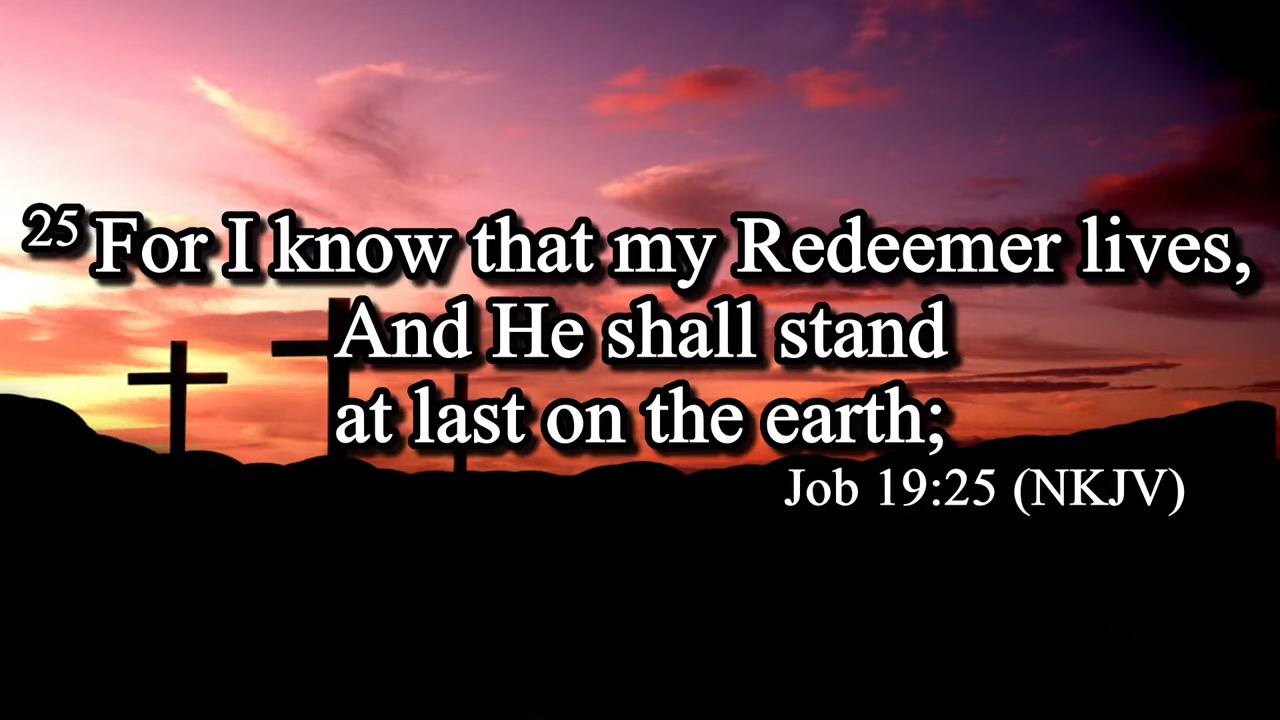 25 For I know that my Redeemer lives,
And He shall stand
at last on the earth;
Job 19:25 (NKJV)